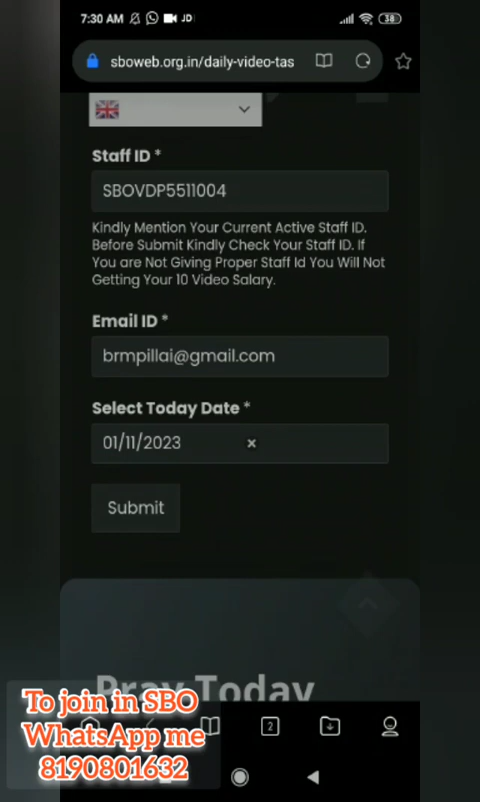 7:30 AM JD
38
sboweb.org.in/daily-video-tas
Staff ID *
SBOVDP5511004
Kindly Mention Your Current Active Staff ID.
Before Submit Kindly Check Your Staff ID. If
You are Not Giving Proper Staff Id You Will Not
Getting Your 10 Video Salary.
Email ID *
brmpillai@gmail.com
Select Today Date *
01/11/2023 ×
Submit
Pray Today
2
To join in SBO
WhatsApp me
8190801632